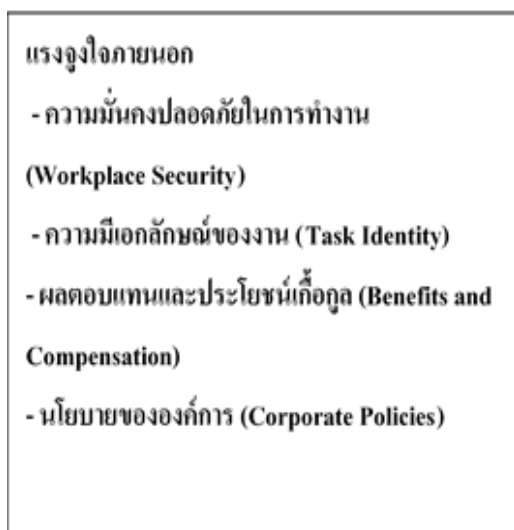 แรงจูงใจภายนอก
- ความมั่นคงปลอดภัยในการทำงาน
(Workplace Security)
- ความมีเอกลักษณ์ของงาน (Task Identity)
- ผลตอบแทนและประโยชน์เกื้อกูล (Benefits and
Compensation)
- นโยบายขององค์การ (Corporate Policies)